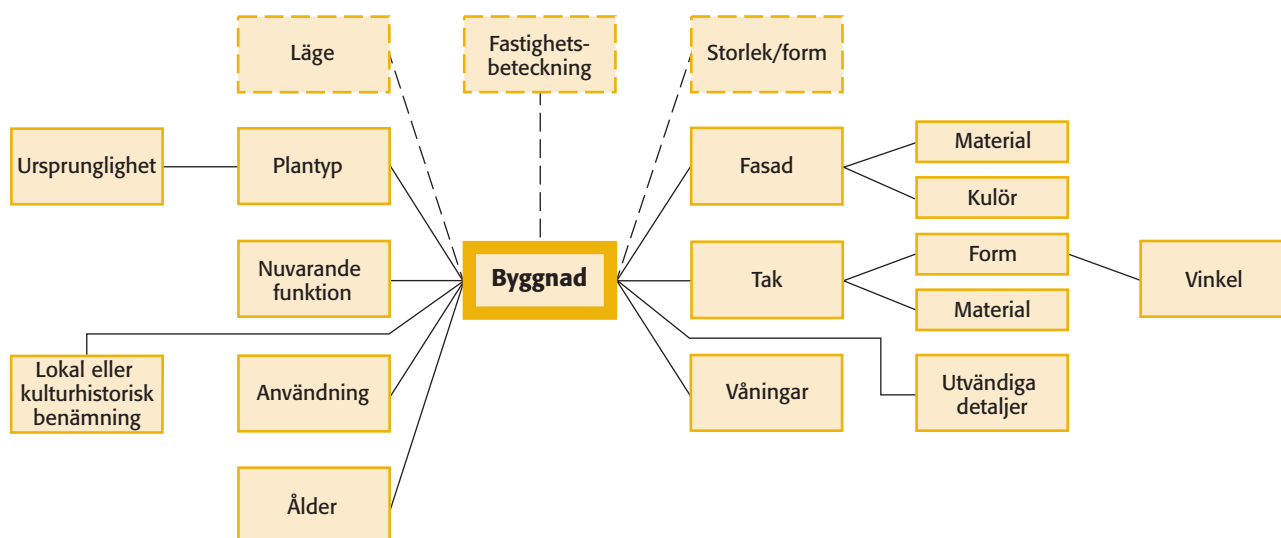 Läge
Fastighets-
beteckning
Storlek/form
Ursprunglighet
Plantyp
Fasad
Material
Kulör
Nuvarande
funktion
Byggnad
Tak
Form
Material
Vinkel
Lokal eller
kulturhistorisk
benämning
Användning
Våningar
Utvändiga
detaljer
Ålder